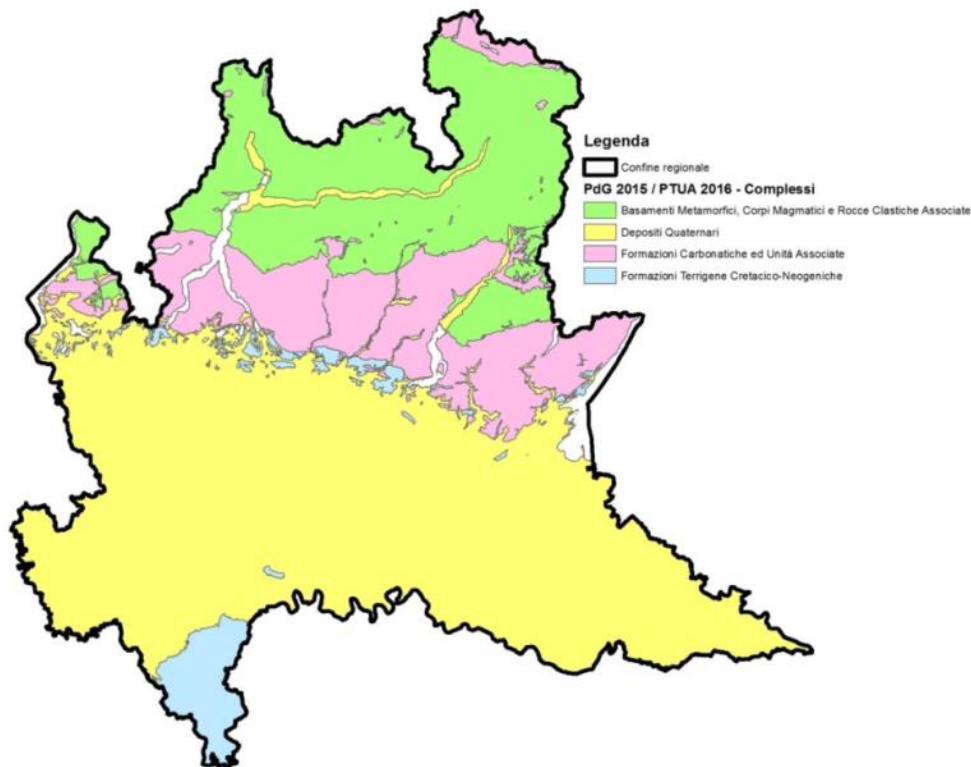 Legenda
Confine regionale
PdG 2015 / PTUA 2016 - Complessi
Basamenti Metamorfici, Corpi Magmatici e Rocce Clastiche Associate
Depositi Quaternari
Formazioni Carbonatiche ed Unità Associate
Formazioni Terrigene Cretacico-Neogeniche